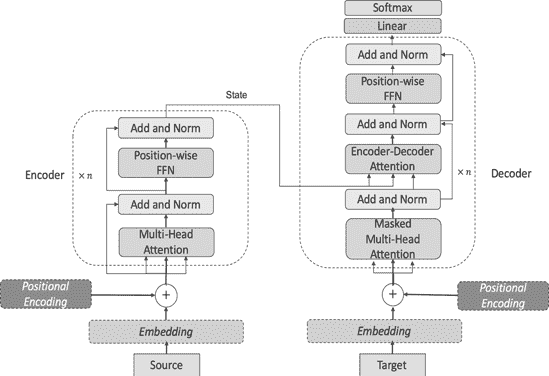 Softmax
Linear
Add and Norm
Position-wise
FFN
State
Add and Norm
Add and Norm
Encoder
× n
Position-wise
FFN
Encoder-Decoder
Attention
× n
Decoder
Add and Norm
Add and Norm
Multi-Head
Attention
Masked
Multi-Head
Attention
Positional
Encoding
+
+
Positional
Encoding
Embedding
Embedding
Source
Target